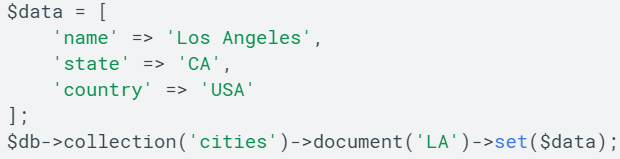 $data = [
    'name' => 'Los Angeles',
    'state' => 'CA',
    'country' => 'USA'
];
$db->collection('cities')->document('LA')->set($data);